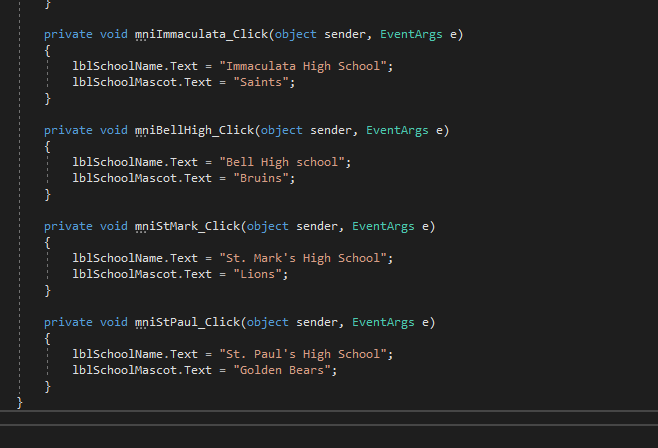 }
private void mniImmaculata_Click(object sender, EventArgs e)
{
lblSchoolName.Text = "Immaculata High School";
lblSchoolMascot.Text = "Saints";
}
private void mniBellHigh_Click(object sender, EventArgs e)
{
lblSchoolName.Text = "Bell High school";
lblSchoolMascot.Text = "Bruins";
}
private void mniStMark_Click(object sender, EventArgs e)
{
lblSchoolName.Text = "St. Mark's High School";
lblSchoolMascot.Text = "Lions";
}
private void mniStPaul_Click(object sender, EventArgs e)
{
lblSchoolName.Text = "St. Paul's High School";
lblSchoolMascot.Text = "Golden Bears";
}
}